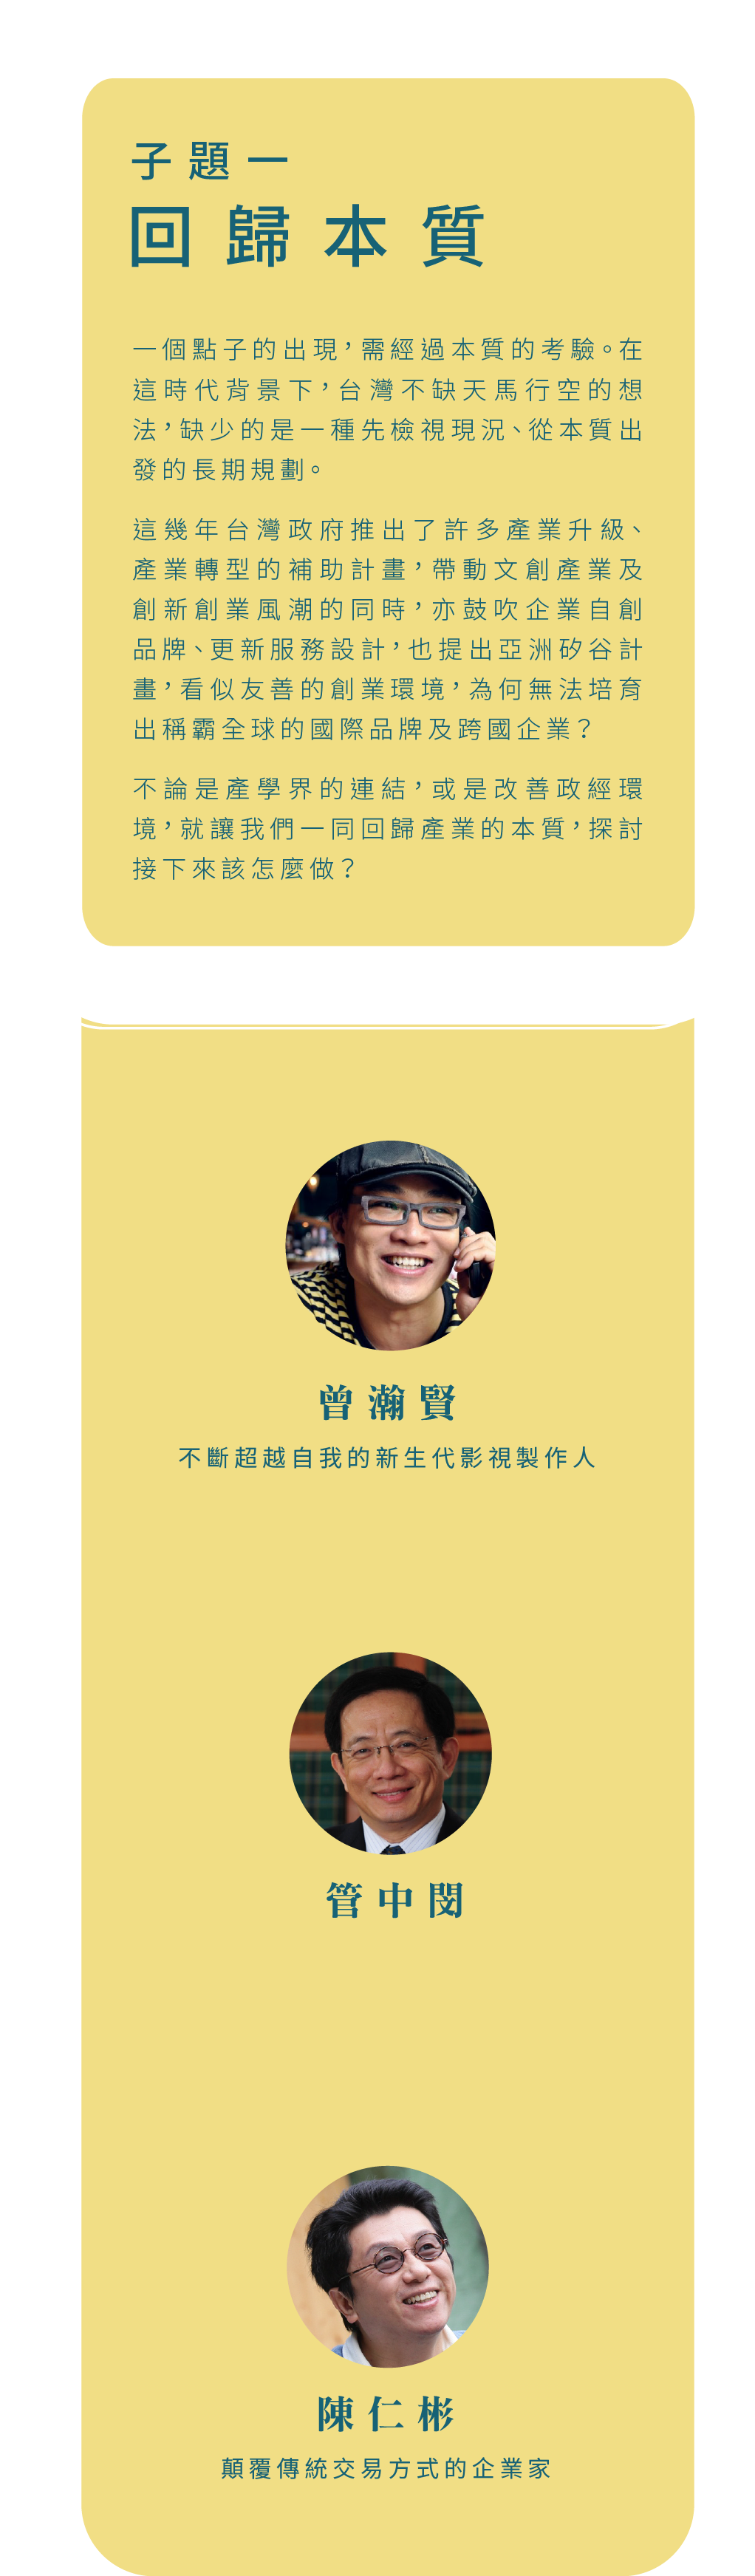 子題一
回歸本質
一個點子的出現，需經過本質的考驗。在
這時代背景下，台灣不缺天馬行空的想
法，缺少的是一種先檢視現況、從本質出
發的長期規劃。
這幾年台灣政府推出了許多產業升級、
產業轉型的補助計畫，帶動文創產業及
創新創業風潮的同時，亦鼓吹企業自創
品牌、更新服務設計，也提出亞洲矽谷計
畫，看似友善的創業環境，為何無法培育
出稱霸全球的國際品牌及跨國企業？
不論是產學界的連結，或是改善政經環
境，就讓我們一同回歸產業的本質，探討
接下來該怎麼做？
曾瀚賢
不斷超越自我的新生代影視製作人
管中閔
陳仁彬
顛覆傳統交易方式的企業家